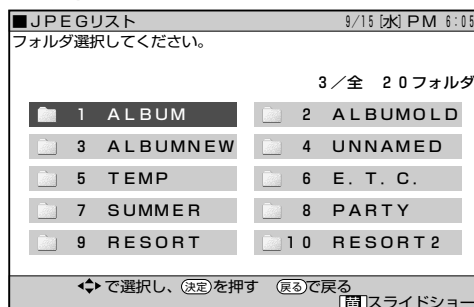 ■JPEGリスト 9/15[水]PM 6:05
フォルダ選択してください。
3／全 20フォルダ
1 ALBUM 2 ALBUMOLD
3 ALBUMNEW 4 UNNAMED
5 TEMP 6 E. T. C.
7 SUMMER 8 PARTY
9 RESORT 10 RESORT2
で選択し、決定を押す 戻るで戻る
スライドショー